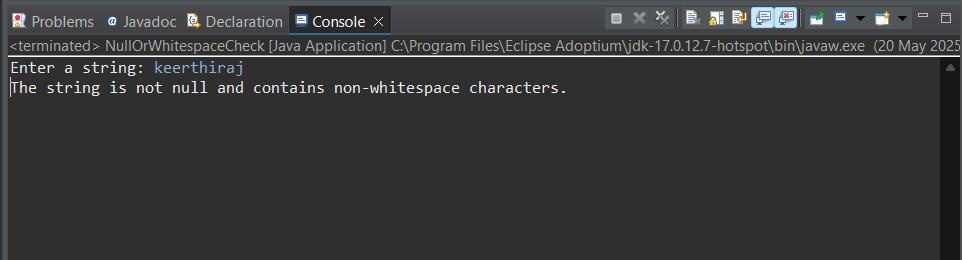 Problems Javadoc Declaration Console
<terminated> NullOrWhitespaceCheck [Java Application] C:\Program Files\Eclipse Adoptium\jdk-17.0.12.7-hotspot\bin\javaw.exe (20 May 2025
Enter a string: keerthiraj
The string is not null and contains non-whitespace characters.